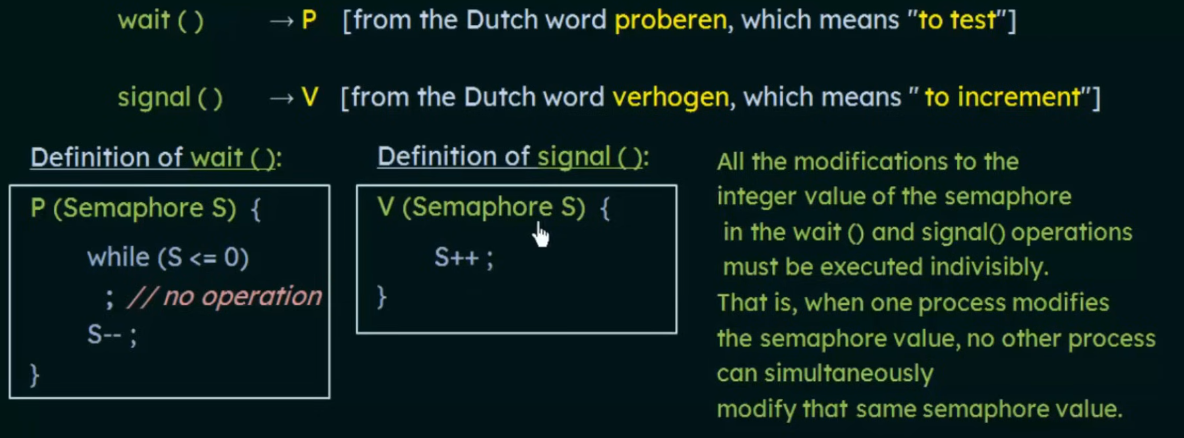 wait ( ) → P [from the Dutch word proberen, which means "to test"]
signal ( ) → V [from the Dutch word verhogen, which means " to increment"]
Definition of wait ( ):
P (Semaphore S) {
while (S <= 0)
; // no operation
S-- ;
}
Definition of signal ( ):
V (Semaphore S) {
S++ ;
}
All the modifications to the
integer value of the semaphore
in the wait () and signal() operations
must be executed indivisibly.
That is, when one process modifies
the semaphore value, no other process
can simultaneously
modify that same semaphore value.